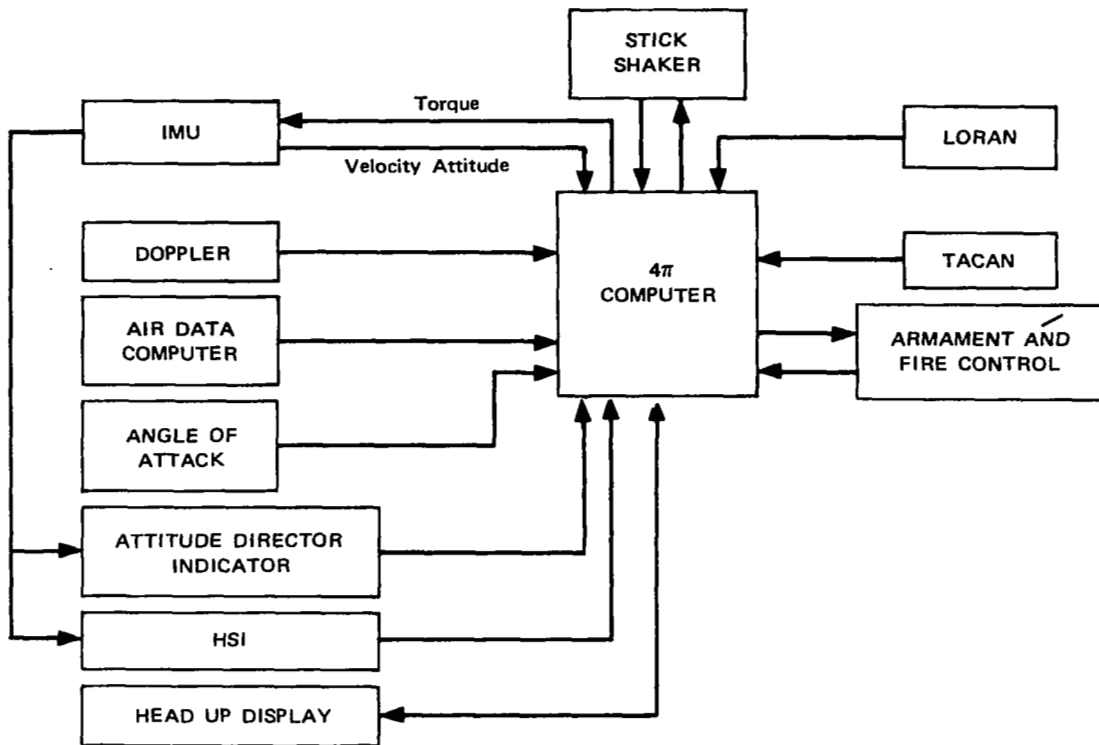 STICK
SHAKER
Torque
IMU
LORAN
Velocity Attitude
DOPPLER
4π
COMPUTER
TACAN
AIR DATA
COMPUTER
ARMAMENT AND
FIRE CONTROL
ANGLE OF
ATTACK
ATTITUDE DIRECTOR
INDICATOR
HSI
HEAD UP DISPLAY